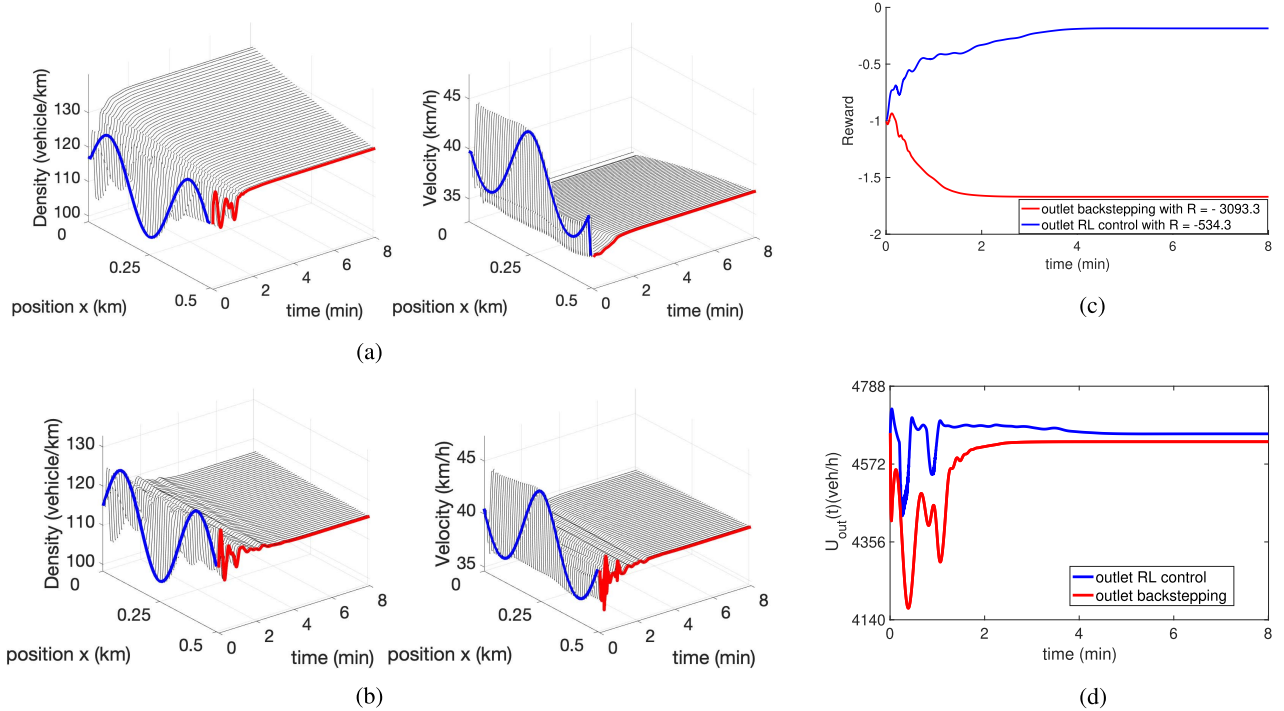 Density (vehicle/km)
130
120
110
100
0
0.25
0.5
position x (km)
0
2
4
6
8
time (min)
Velocity (km/h)
45
40
35
0
0.25
0.5
position x (km)
0
2
4
6
8
time (min)
(a)
Density (vehicle/km)
130
120
110
100
0
0.25
0.5
position x (km)
0
2
4
6
8
time (min)
Velocity (km/h)
45
40
35
0
0.25
0.5
position x (km)
0
2
4
6
8
time (min)
(b)
Reward
0
-0.5
-1
-1.5
-2
0
2
4
6
8
time (min)
outlet backstepping with R = - 3093.3
outlet RL control with R = -534.3
(c)
U_out(t)(veh/h)
4788
4572
4356
4140
0
2
4
6
8
time (min)
outlet RL control
outlet backstepping
(d)